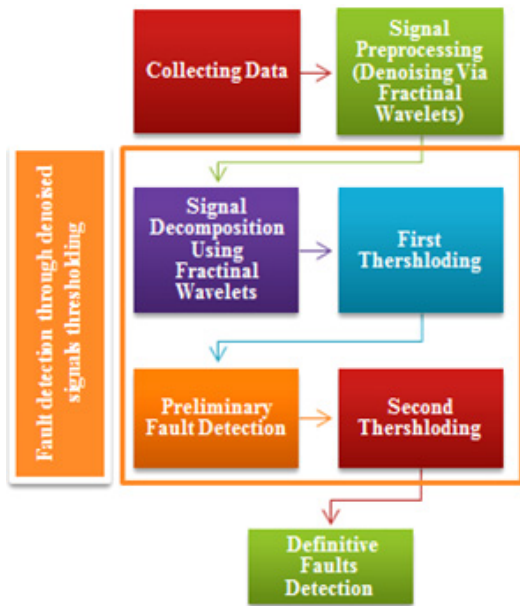 Collecting Data
Signal
Preprocessing
(Denoising Via
Fractinal
Wavelets)
Fault detection through denoised
signals thresholding
Signal
Decomposition
Using
Fractinal
Wavelets
First
Thershloding
Preliminary
Fault Detection
Second
Thershloding
Definitive
Faults
Detection